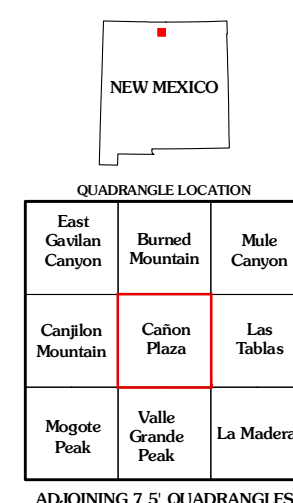 NEW MEXICO
QUADRANGLE LOCATION
East
Gavilan
Canyon
Burned
Mountain
Mule
Canyon
Canjilon
Mountain
Cañon
Plaza
Las
Tablas
Mogote
Peak
Valle
Grande
Peak
La Madera
ADJOINING 7.5' QUADRANGLES